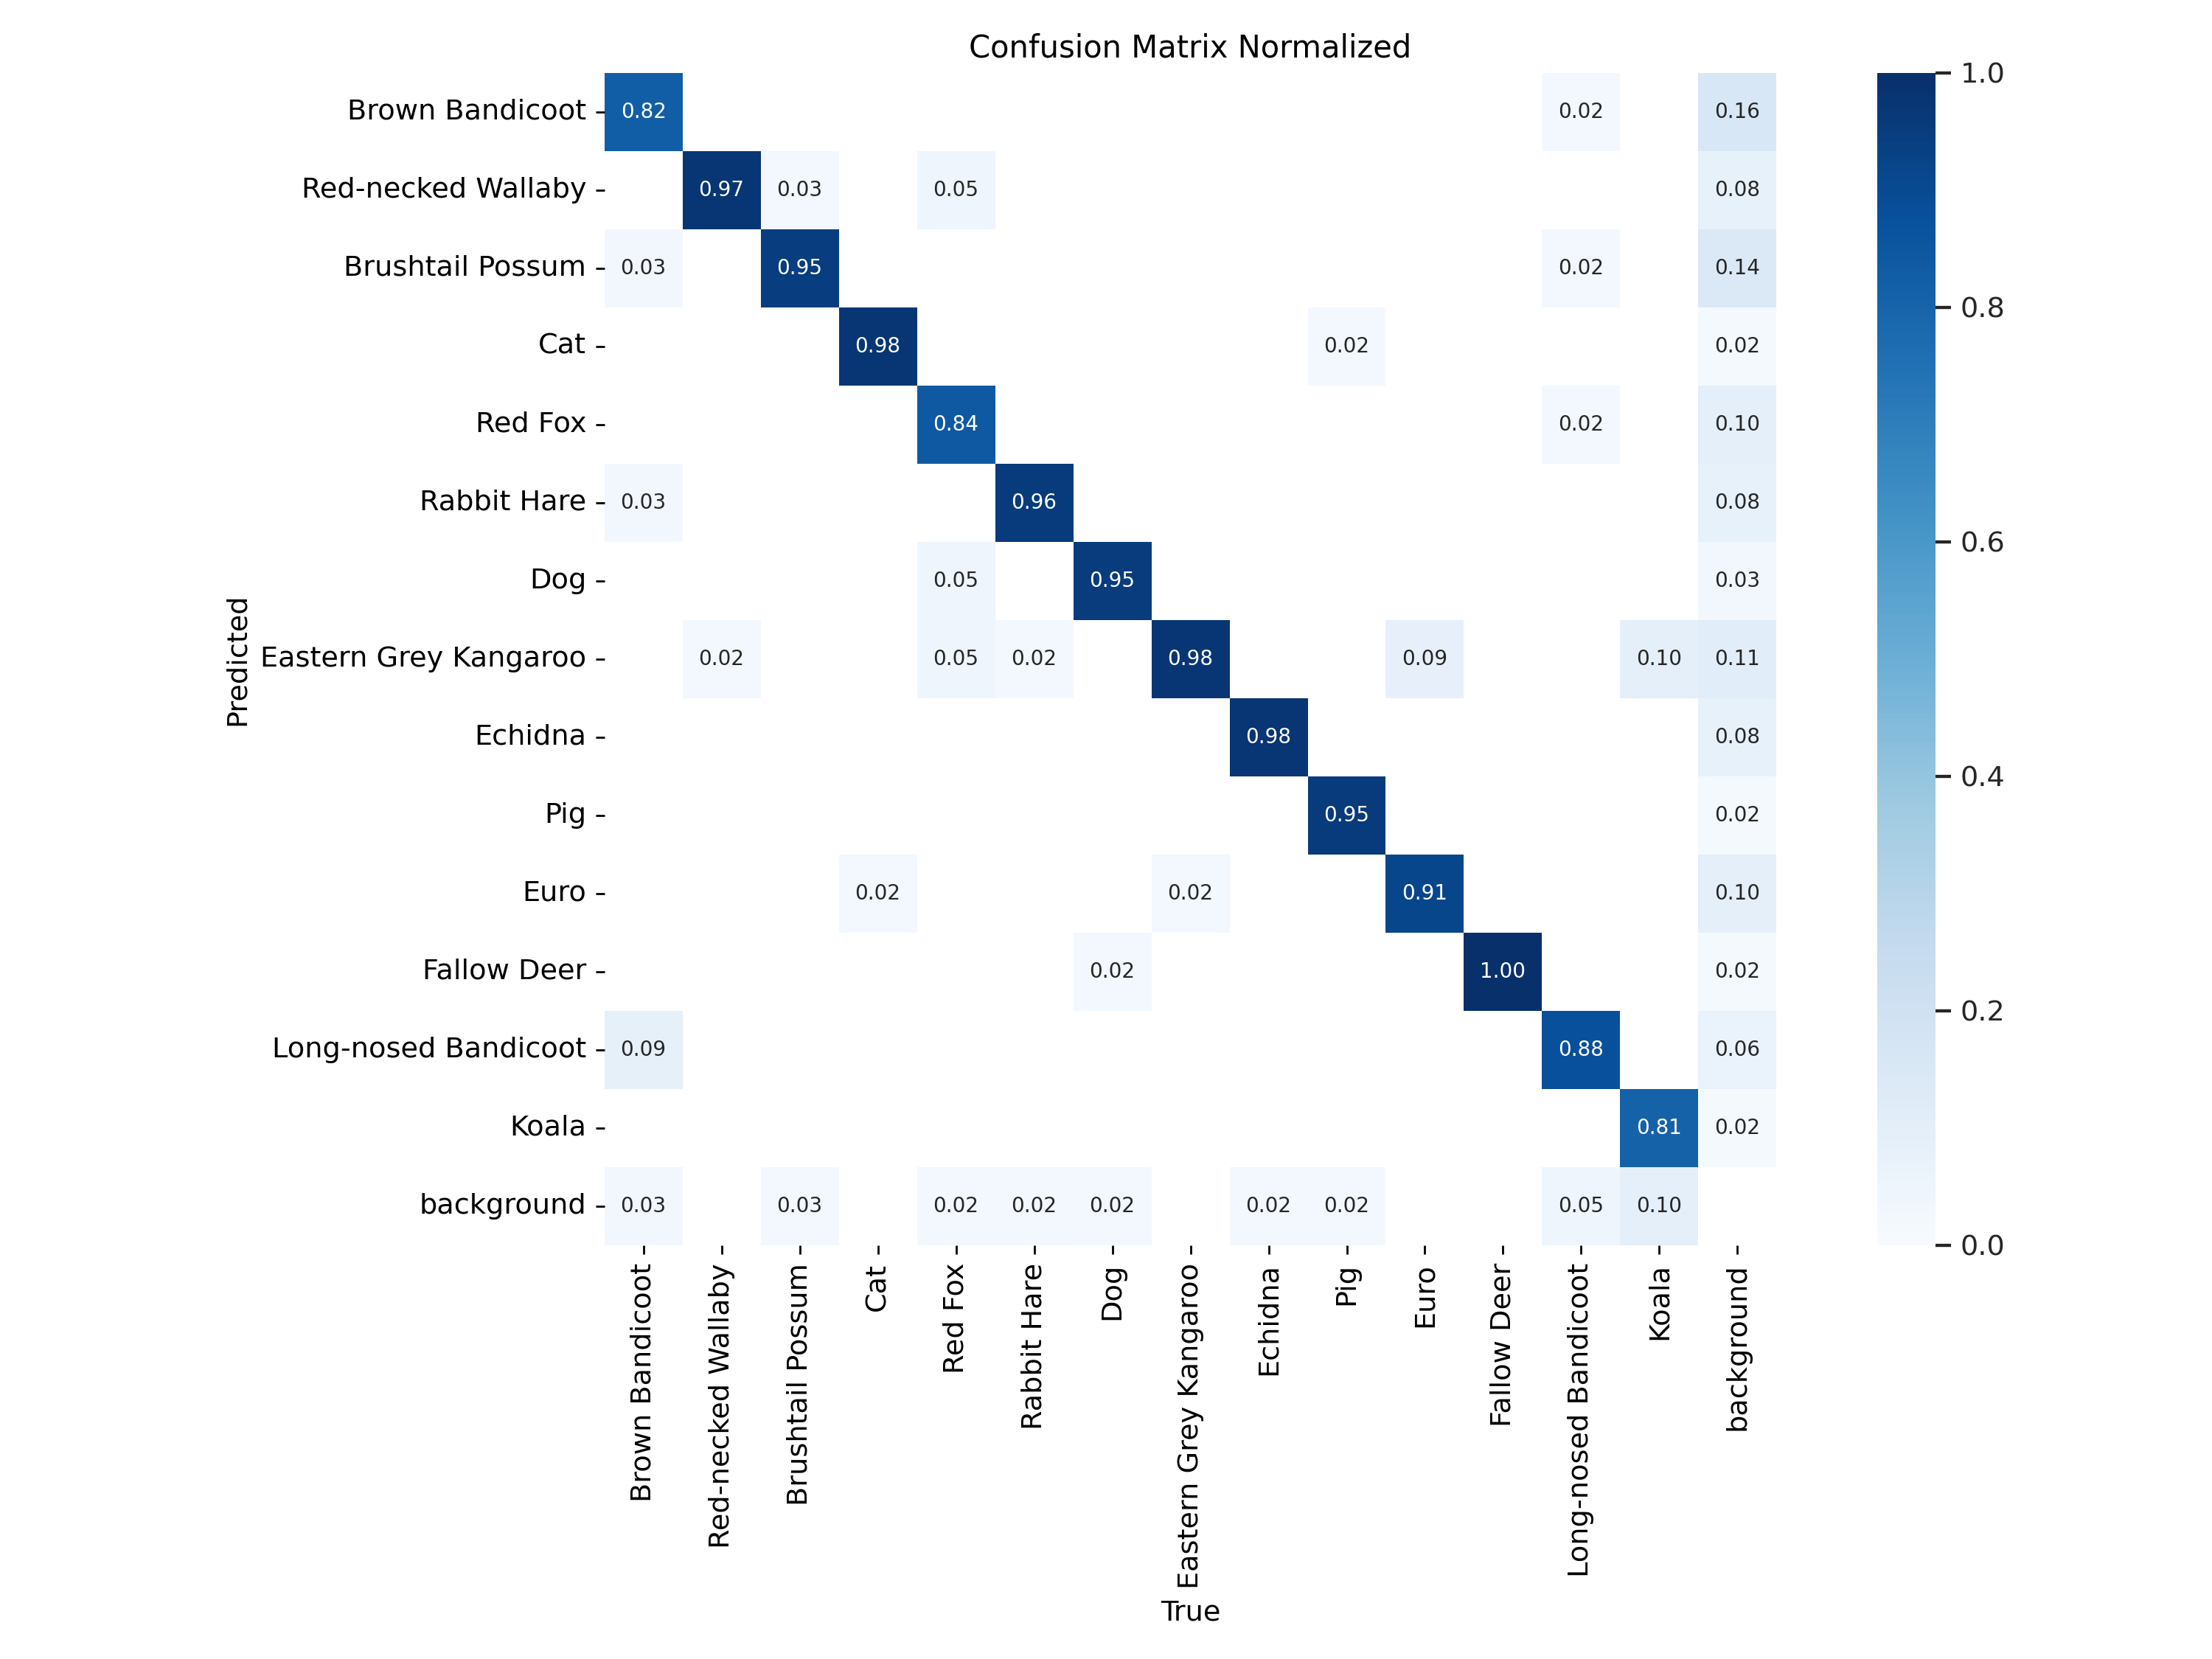 Confusion Matrix Normalized
Brown Bandicoot 0.82 0.02 0.16
Red-necked Wallaby 0.97 0.03 0.05 0.08
Brushtail Possum 0.03 0.95 0.02 0.14
Cat 0.98 0.02 0.02
Red Fox 0.84 0.02 0.10
Rabbit Hare 0.03 0.96 0.08
Dog 0.05 0.95 0.03
Eastern Grey Kangaroo 0.02 0.05 0.02 0.98 0.09 0.10 0.11
Echidna 0.98 0.08
Pig 0.95 0.02
Euro 0.02 0.02 0.91 0.10
Fallow Deer 0.02 1.00 0.02
Long-nosed Bandicoot 0.09 0.88 0.06
Koala 0.81 0.02
background 0.03 0.03 0.02 0.02 0.02 0.02 0.02 0.05 0.10
Predicted
Brown Bandicoot
Red-necked Wallaby
Brushtail Possum
Cat
Red Fox
Rabbit Hare
Dog
Eastern Grey Kangaroo
Echidna
Pig
Euro
Fallow Deer
Long-nosed Bandicoot
Koala
background
True
1.0
0.8
0.6
0.4
0.2
0.0